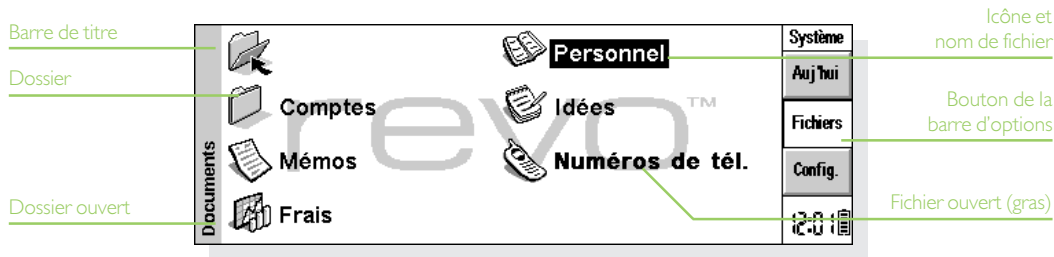 Barre de titre
Dossier
Dossier ouvert
Documents
Comptes
Mémos
Frais
Personnel
Idées
Numéros de tél.
revo™
Système
Auj'hui
Fichiers
Config.
12:01
Icône et
nom de fichier
Bouton de la
barre d'options
Fichier ouvert (gras)